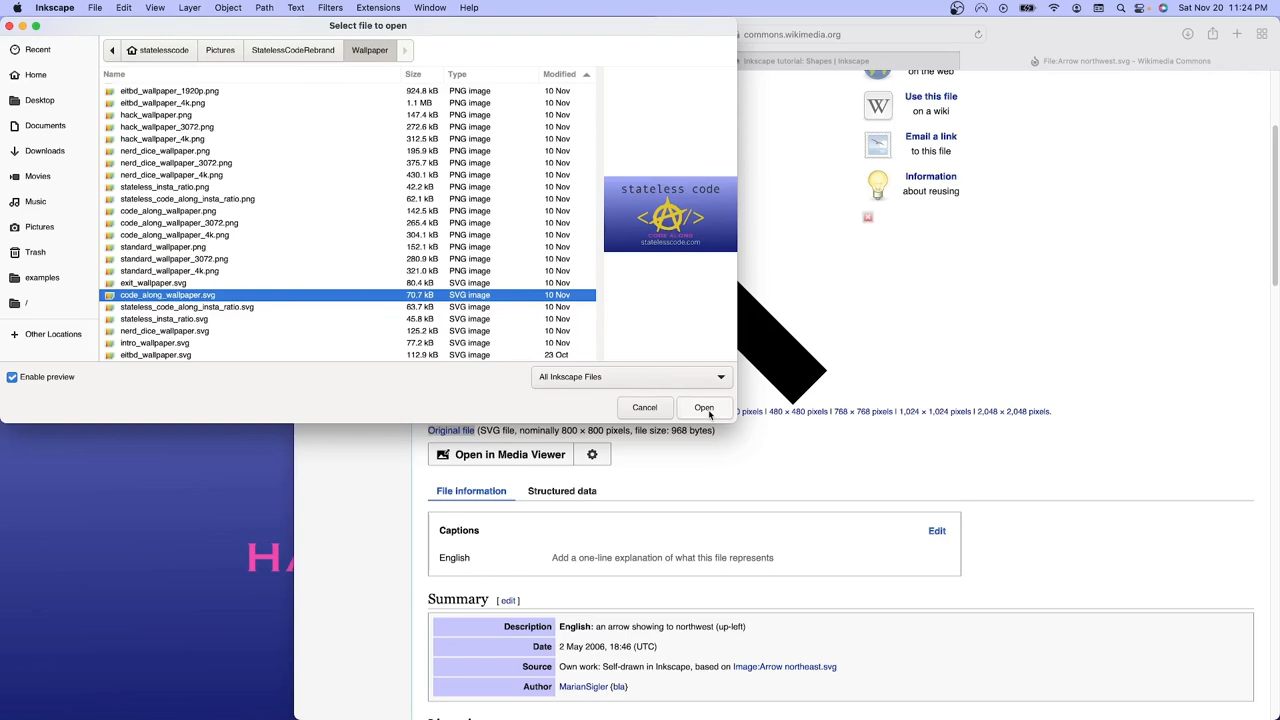 Inkscape File Edit View Layer Object Path Text Filters Extensions Window Help Sat Nov 20 11:24 PM
Select file to open
statelesscode Pictures StatelessCodeRebrand Wallpaper
Name Size Type Modified
Recent
Home
Desktop
Documents
Downloads
Movies
Music
Pictures
Trash
examples
/
Other Locations
eitbd_wallpaper_1920p.png 924.8 kB PNG image 10 Nov
eitbd_wallpaper_4k.png 1.1 MB PNG image 10 Nov
hack_wallpaper.png 147.4 kB PNG image 10 Nov
hack_wallpaper_3072.png 272.6 kB PNG image 10 Nov
hack_wallpaper_4k.png 312.5 kB PNG image 10 Nov
nerd_dice_wallpaper.png 195.9 kB PNG image 10 Nov
nerd_dice_wallpaper_3072.png 375.7 kB PNG image 10 Nov
nerd_dice_wallpaper_4k.png 430.1 kB PNG image 10 Nov
stateless_insta_ratio.png 42.2 kB PNG image 10 Nov
stateless_code_along_insta_ratio.png 62.1 kB PNG image 10 Nov
code_along_wallpaper.png 142.5 kB PNG image 10 Nov
code_along_wallpaper_3072.png 265.4 kB PNG image 10 Nov
code_along_wallpaper_4k.png 304.1 kB PNG image 10 Nov
standard_wallpaper.png 152.1 kB PNG image 10 Nov
standard_wallpaper_3072.png 280.9 kB PNG image 10 Nov
standard_wallpaper_4k.png 321.0 kB PNG image 10 Nov
exit_wallpaper.svg 80.4 kB SVG image 10 Nov
code_along_wallpaper.svg 70.7 kB SVG image 10 Nov
stateless_code_along_insta_ratio.svg 63.7 kB SVG image 10 Nov
stateless_insta_ratio.svg 45.8 kB SVG image 10 Nov
nerd_dice_wallpaper.svg 125.2 kB SVG image 10 Nov
intro_wallpaper.svg 77.2 kB SVG image 10 Nov
eitbd_wallpaper.svg 112.9 kB SVG image 23 Oct
stateless code
<A/>
CODE ALONG
statelesscode.com
Enable preview
All Inkscape Files
Cancel Open
commons.wikimedia.org
Inkscape tutorial: Shapes | Inkscape File:Arrow northwest.svg - Wikimedia Commons
on the web
W
Use this file
on a wiki
Email a link
to this file
Information
about reusing
0 pixels | 480 × 480 pixels | 768 × 768 pixels | 1,024 × 1,024 pixels | 2,048 × 2,048 pixels.
Original file (SVG file, nominally 800 × 800 pixels, file size: 968 bytes)
Open in Media Viewer
File Information Structured data
Captions Edit
English Add a one-line explanation of what this file represents
Summary [ edit ]
Description English: an arrow showing to northwest (up-left)
Date 2 May 2006, 18:46 (UTC)
Source Own work: Self-drawn in Inkscape, based on Image:Arrow northeast.svg
Author MarianSigler {bla}
HA